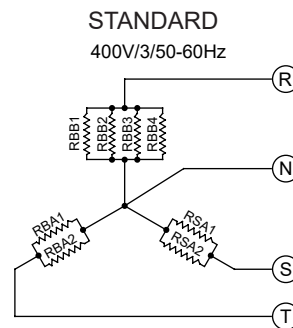 STANDARD
400V/3/50-60Hz
R
RBB1
RBB2
RBB3
RBB4
N
RBA1
RBA2
RSA1
RSA2
S
T